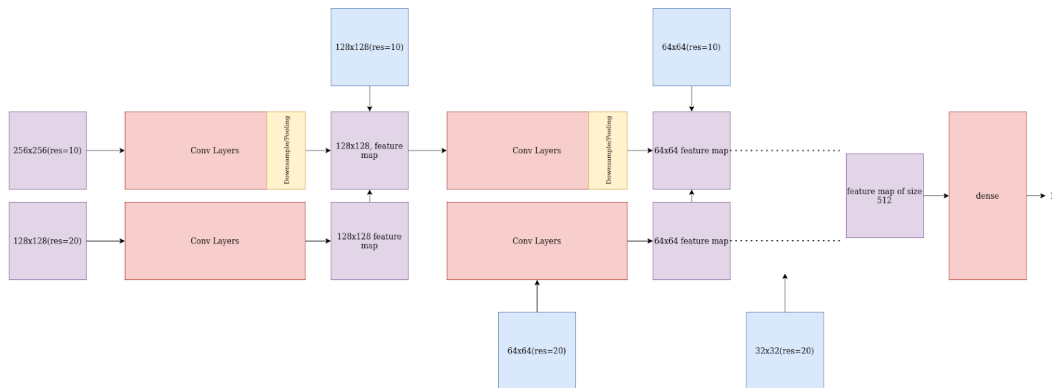 128x128(res=10)
64x64(res=10)
256x256(res=10)
Conv Layers
Downsample/Pooling
128x128, feature
map
Conv Layers
Downsample/Pooling
64x64 feature map
feature map of size
512
dense
1
128x128(res=20)
Conv Layers
128x128 feature
map
Conv Layers
64x64 feature map
64x64(res=20)
32x32(res=20)